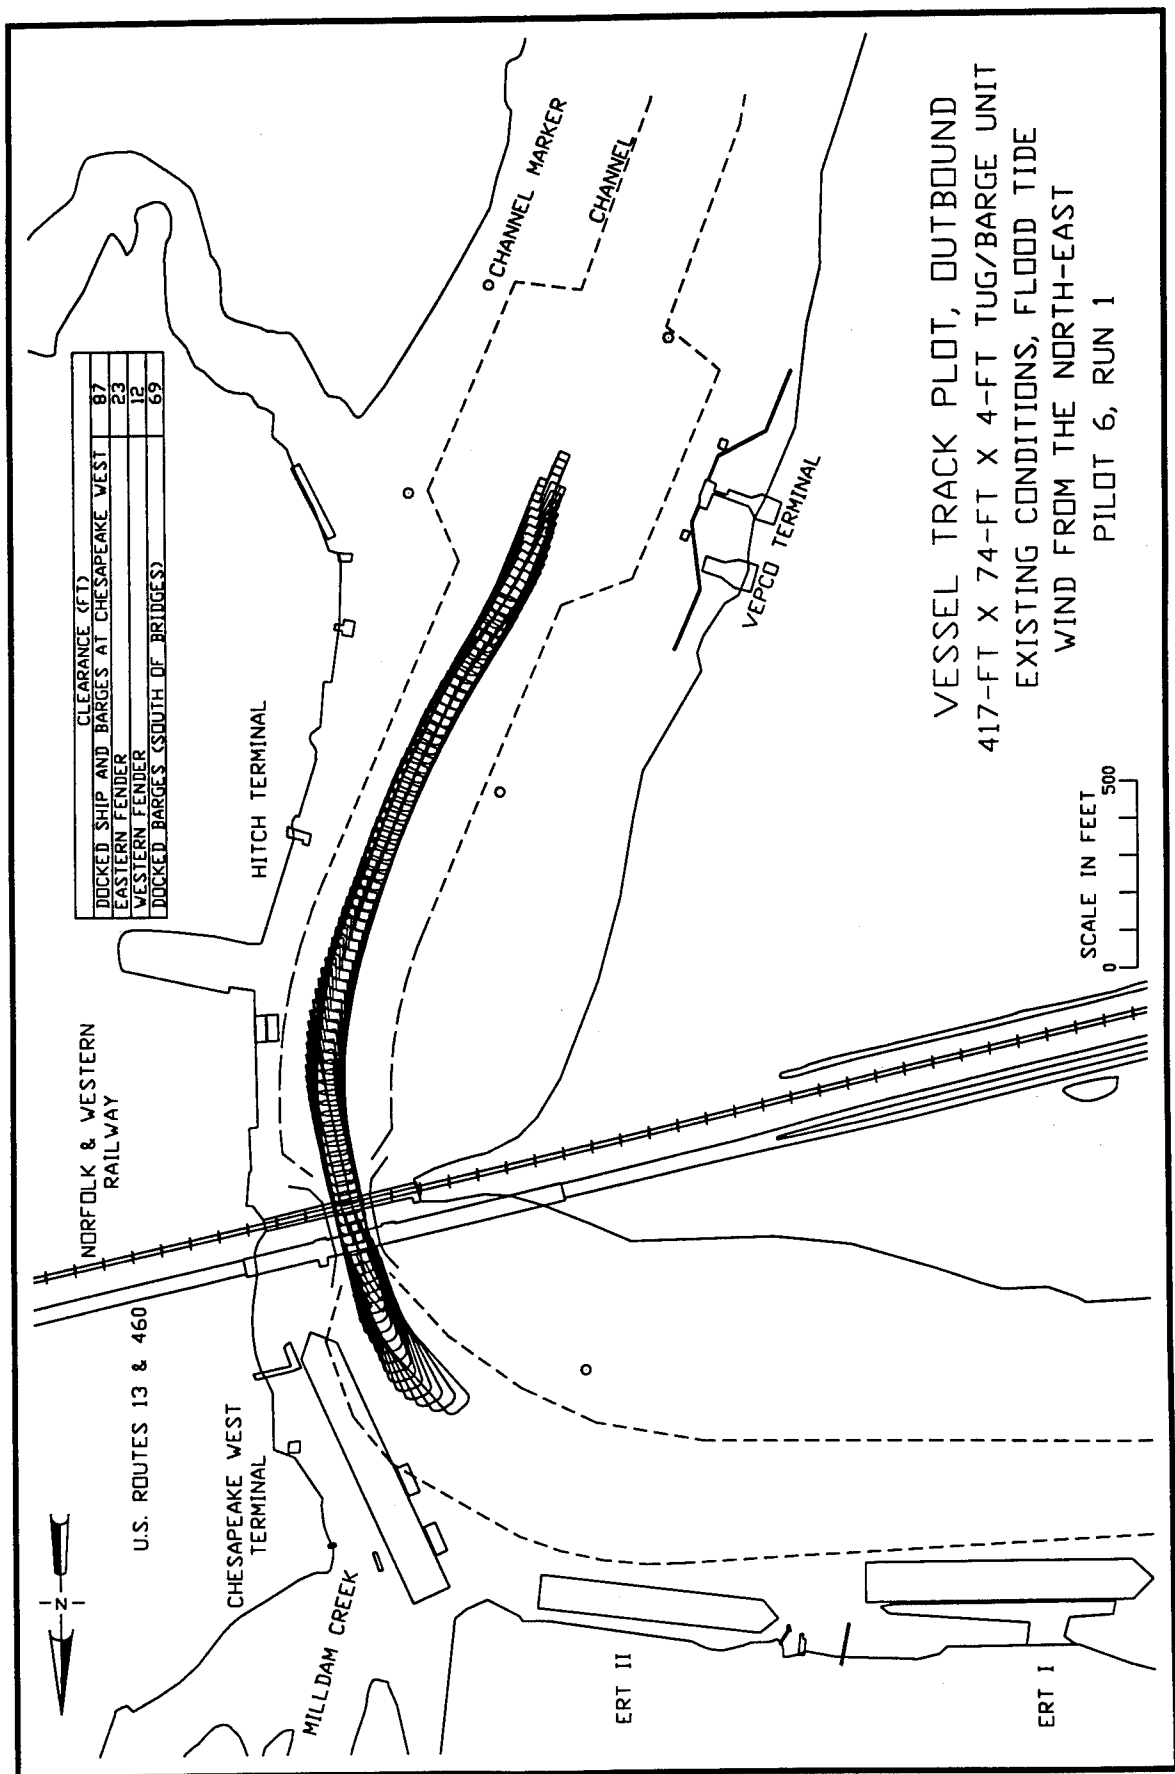 CLEARANCE (FT)
DOCKED SHIP AND BARGES AT CHESAPEAKE WEST 87
EASTERN FENDER 23
WESTERN FENDER 12
DOCKED BARGES (SOUTH OF BRIDGES) 69
N
U.S. ROUTES 13 & 460
NORFOLK & WESTERN
RAILWAY
CHESAPEAKE WEST
TERMINAL
HITCH TERMINAL
MILLDAM CREEK
CHANNEL MARKER
CHANNEL
VEPCO TERMINAL
ERT II
ERT I
SCALE IN FEET
0 500
VESSEL TRACK PLOT, OUTBOUND
417-FT X 74-FT X 4-FT TUG/BARGE UNIT
EXISTING CONDITIONS, FLOOD TIDE
WIND FROM THE NORTH-EAST
PILOT 6, RUN 1